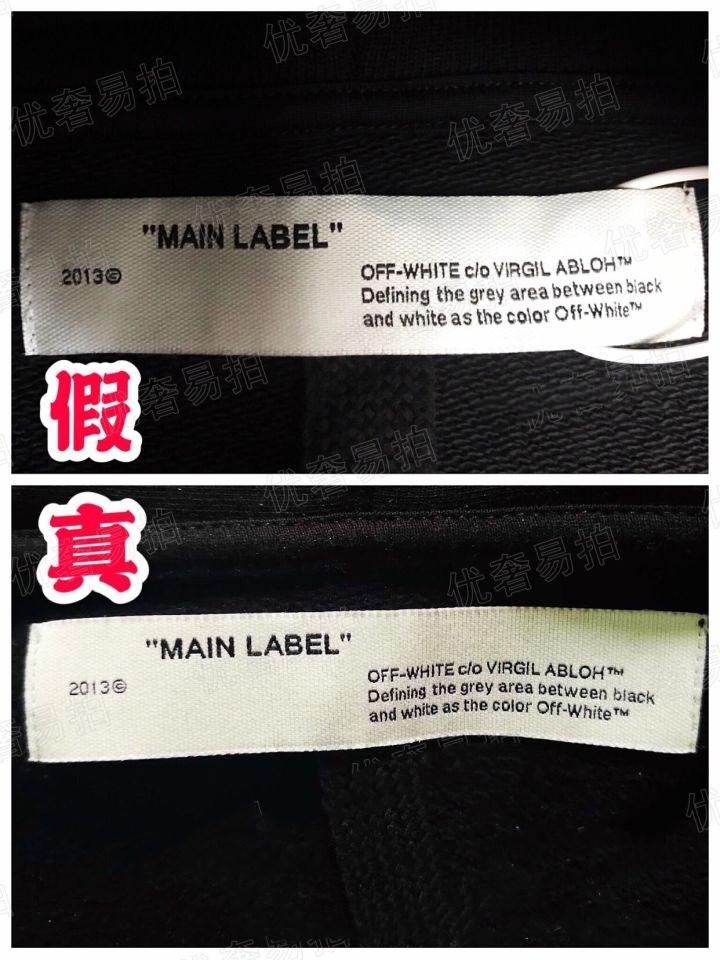 "MAIN LABEL"
2013©
OFF-WHITE c/o VIRGIL ABLOH™
Defining the grey area between black
and white as the color Off-White™
假
真
"MAIN LABEL"
2013©
OFF-WHITE c/o VIRGIL ABLOH™
Defining the grey area between black
and white as the color Off-White™
优奢易拍